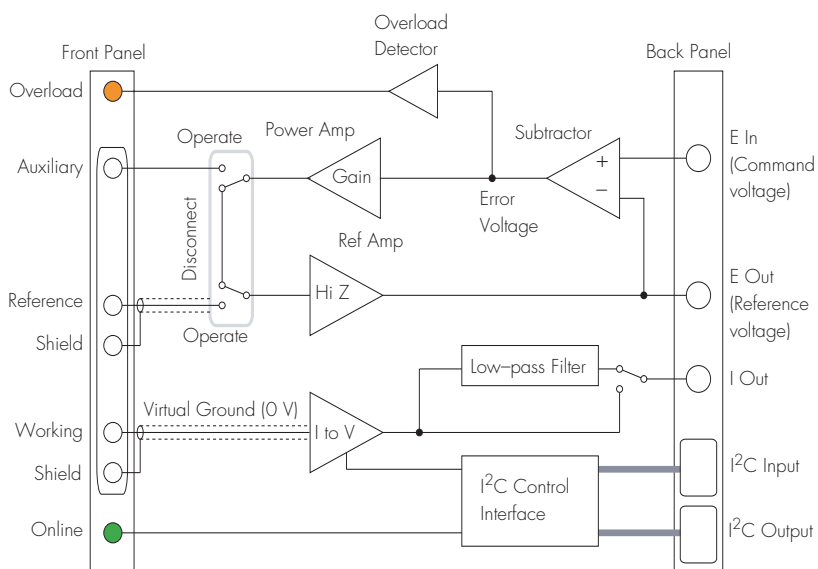 Overload
Detector
Front Panel
Back Panel
Overload
Operate
Power Amp
Subtractor
E In
(Command
voltage)
Auxiliary
Gain
+
−
Error
Voltage
Disconnect
Ref Amp
Hi Z
Reference
E Out
(Reference
voltage)
Shield
Operate
Low–pass Filter
I Out
Virtual Ground (0 V)
Working
I to V
Shield
I²C Control
Interface
I²C Input
Online
I²C Output